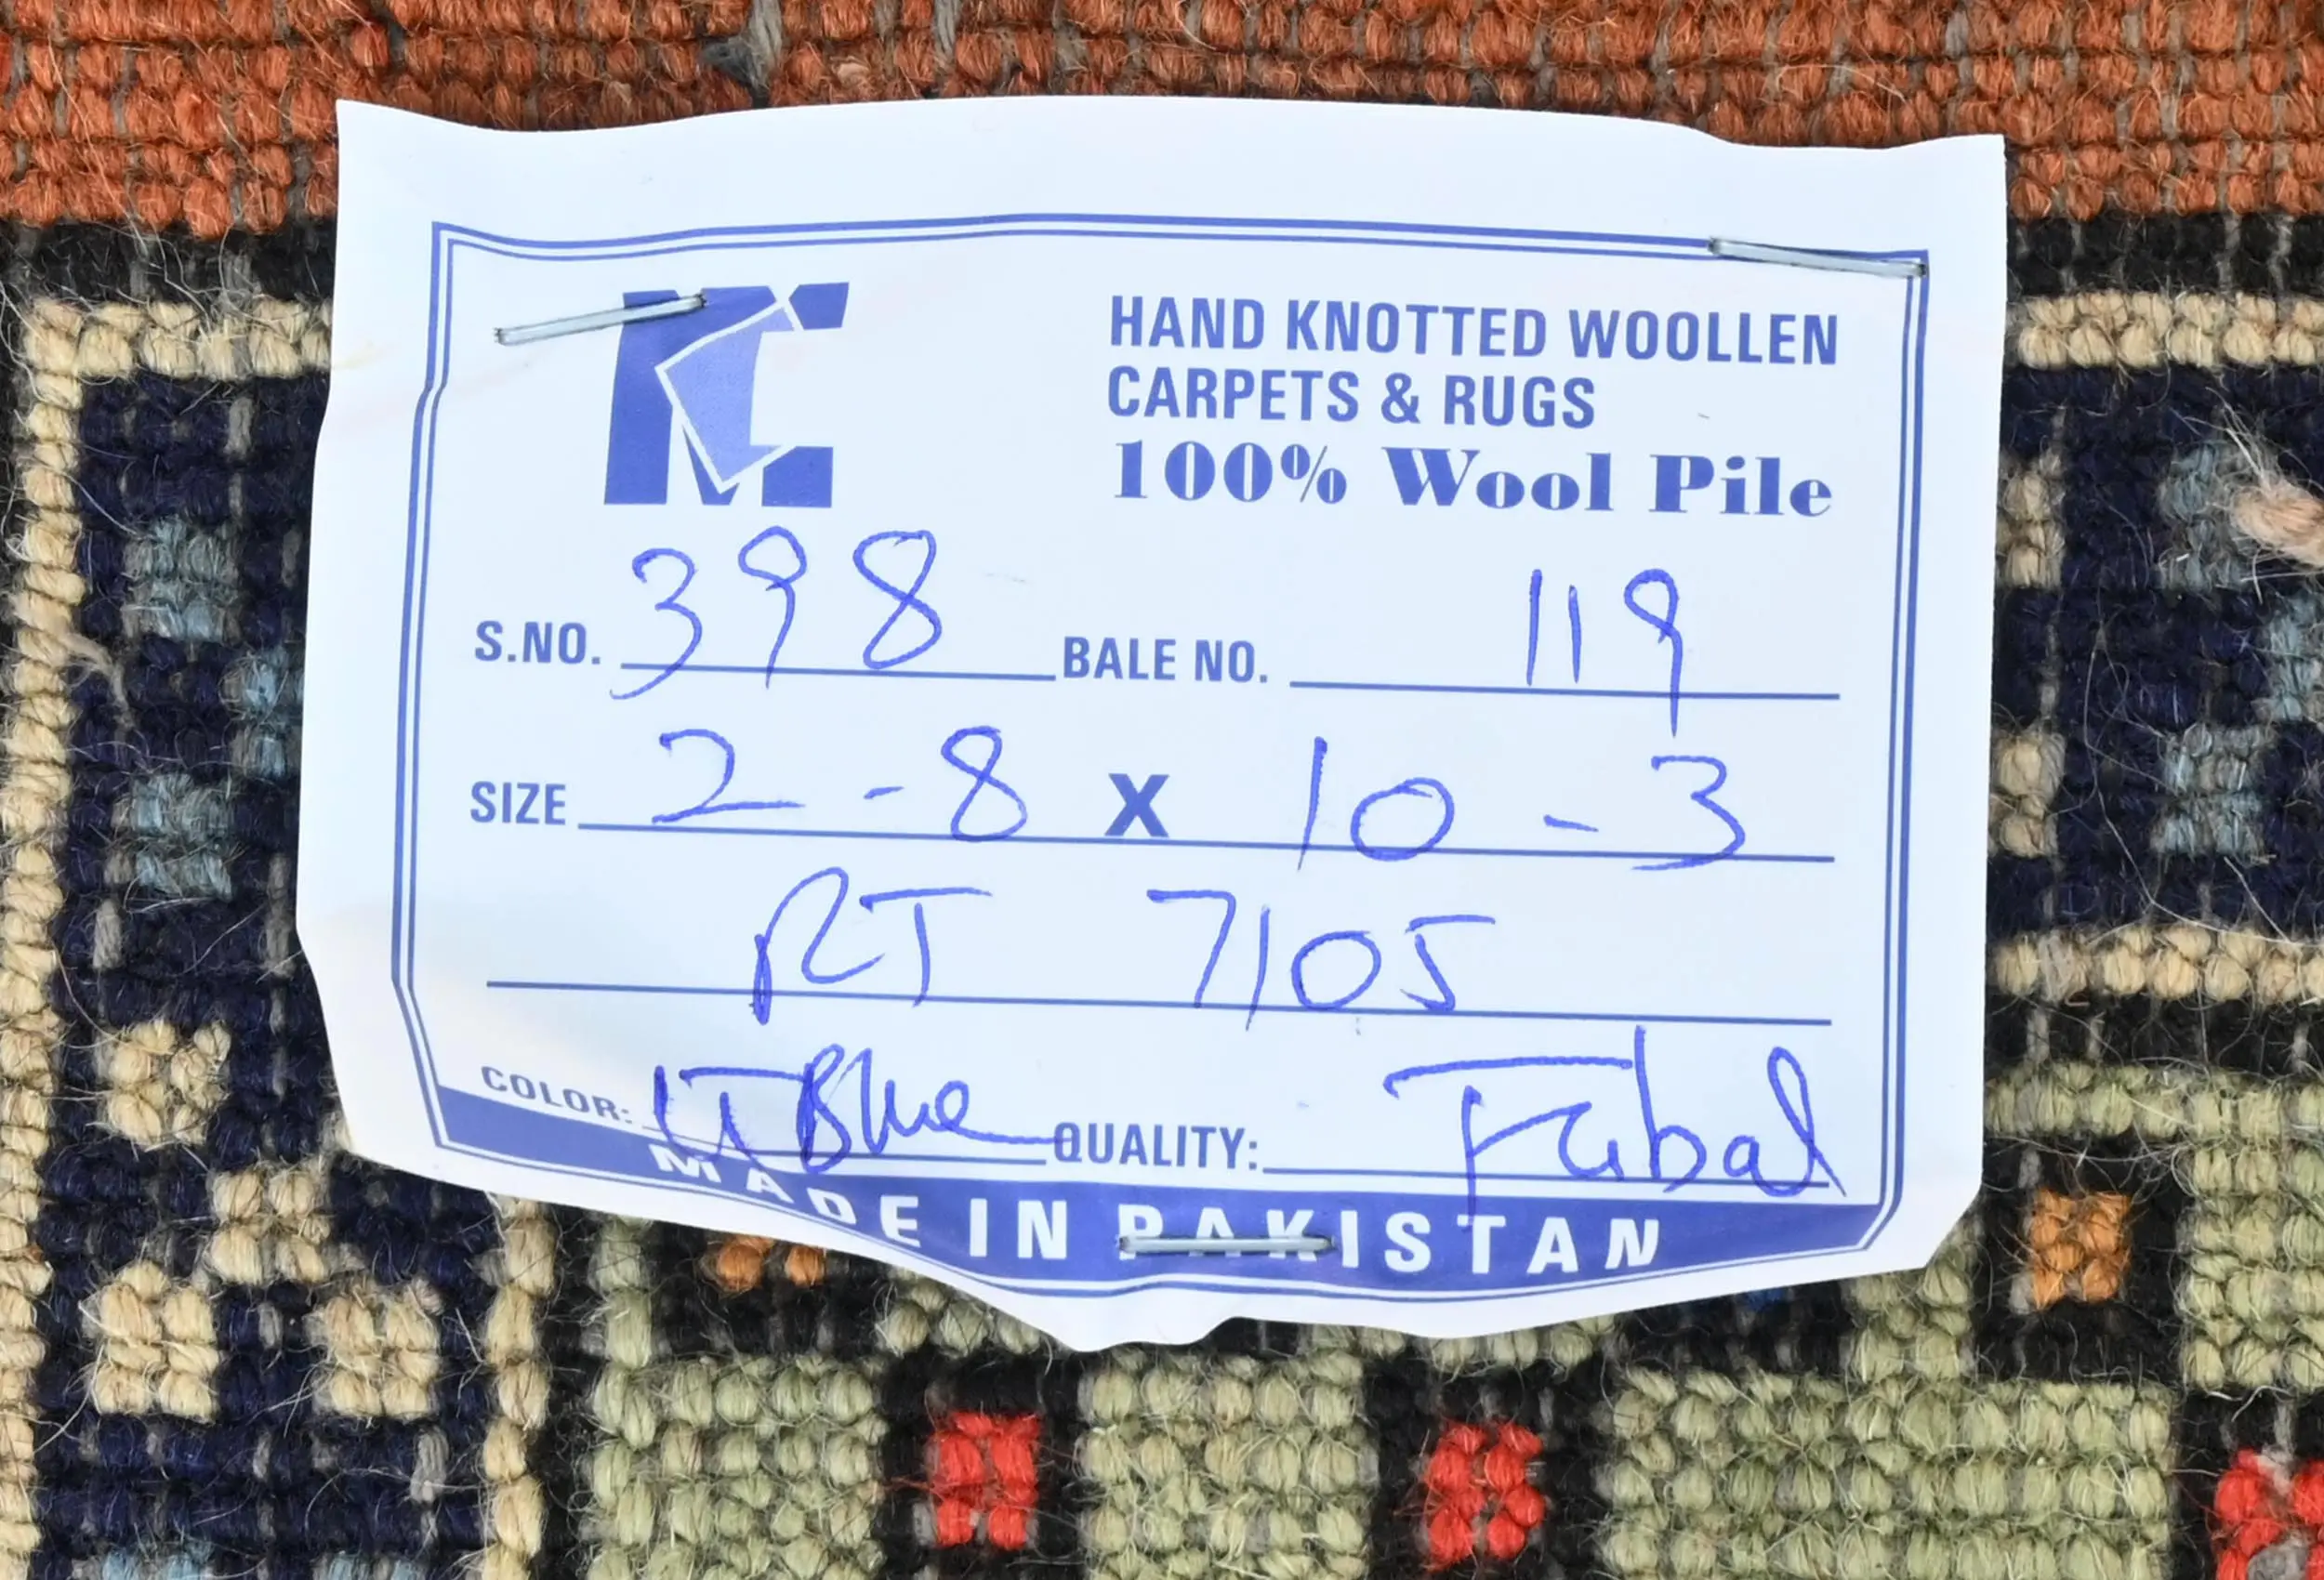 HAND KNOTTED WOOLLEN
CARPETS & RUGS
100% Wool Pile
S.NO. 398 BALE NO. 119
SIZE 2-8 X 10-3
RT 7105
COLOR: LT Blue QUALITY:
MADE IN PAKISTAN